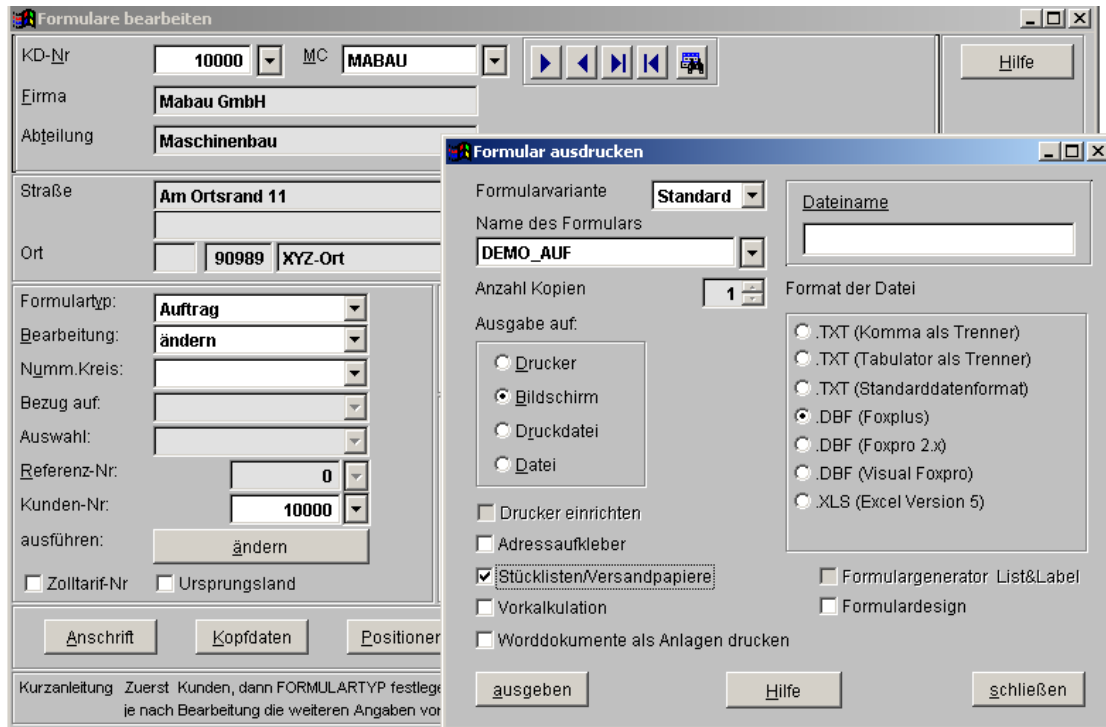 Formulare bearbeiten
KD-Nr 10000 MC MABAU Hilfe
Firma Mabau GmbH
Abteilung Maschinenbau
Straße Am Ortsrand 11
Ort 90989 XYZ-Ort
Formulartyp: Auftrag
Bearbeitung: ändern
Numm.Kreis:
Bezug auf:
Auswahl:
Referenz-Nr: 0
Kunden-Nr: 10000
ausführen: ändern
Zolltarif-Nr Ursprungsland
Anschrift Kopfdaten Positionen
Kurzanleitung Zuerst Kunden, dann FORMULARTYP festlege
je nach Bearbeitung die weiteren Angaben vor
Formular ausdrucken
Formularvariante Standard
Name des Formulars
DEMO_AUF
Anzahl Kopien 1
Ausgabe auf:
Drucker
Bildschirm
Druckdatei
Datei
Drucker einrichten
Adressaufkleber
Stücklisten/Versandpapiere
Vorkalkulation
Worddokumente als Anlagen drucken
Dateiname
Format der Datei
.TXT (Komma als Trenner)
.TXT (Tabulator als Trenner)
.TXT (Standarddatenformat)
.DBF (Foxplus)
.DBF (Foxpro 2.x)
.DBF (Visual Foxpro)
.XLS (Excel Version 5)
Formulargenerator List&Label
Formulardesign
ausgeben Hilfe schließen